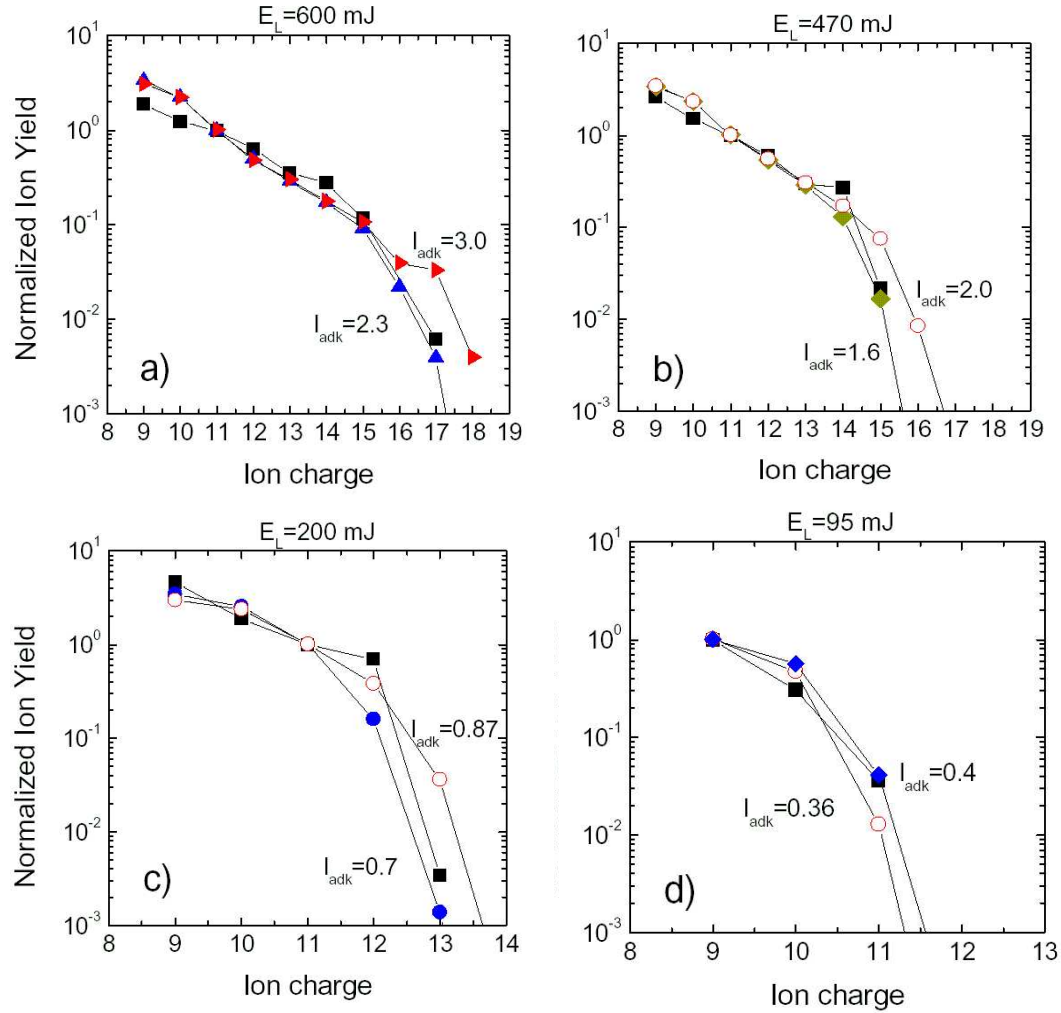 E_L=600 mJ
10^1
10^0
10^-1
10^-2
10^-3
Normalized Ion Yield
I_adk=3.0
I_adk=2.3
a)
8 9 10 11 12 13 14 15 16 17 18 19
Ion charge
E_L=470 mJ
10^1
10^0
10^-1
10^-2
10^-3
I_adk=2.0
I_adk=1.6
b)
8 9 10 11 12 13 14 15 16 17 18 19
Ion charge
E_L=200 mJ
10^1
10^0
10^-1
10^-2
10^-3
Normalized Ion Yield
I_adk=0.87
I_adk=0.7
c)
8 9 10 11 12 13 14
Ion charge
E_L=95 mJ
10^1
10^0
10^-1
10^-2
10^-3
I_adk=0.4
I_adk=0.36
d)
8 9 10 11 12 13
Ion charge